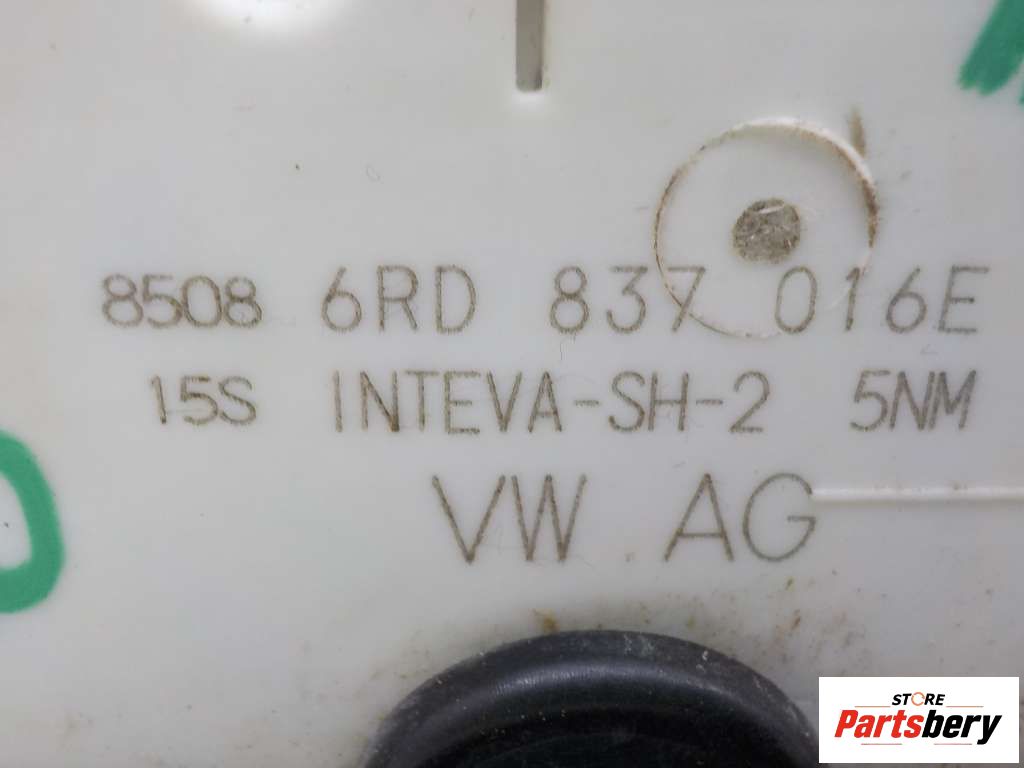 8508 6RD 837 016E
15S INTEVA-SH-2 5NM
VW AG
STORE
Partsbery